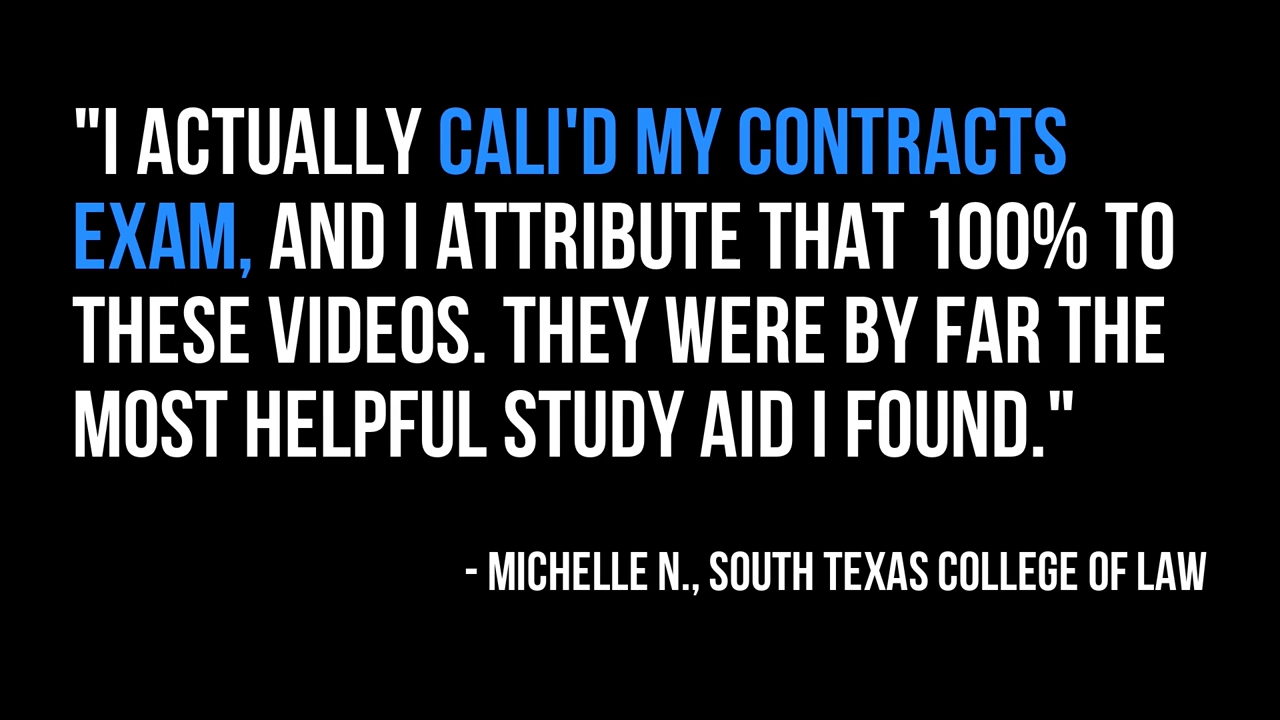 "I ACTUALLY CALI'D MY CONTRACTS
EXAM, AND I ATTRIBUTE THAT 100% TO
THESE VIDEOS. THEY WERE BY FAR THE
MOST HELPFUL STUDY AID I FOUND."
- MICHELLE N., SOUTH TEXAS COLLEGE OF LAW